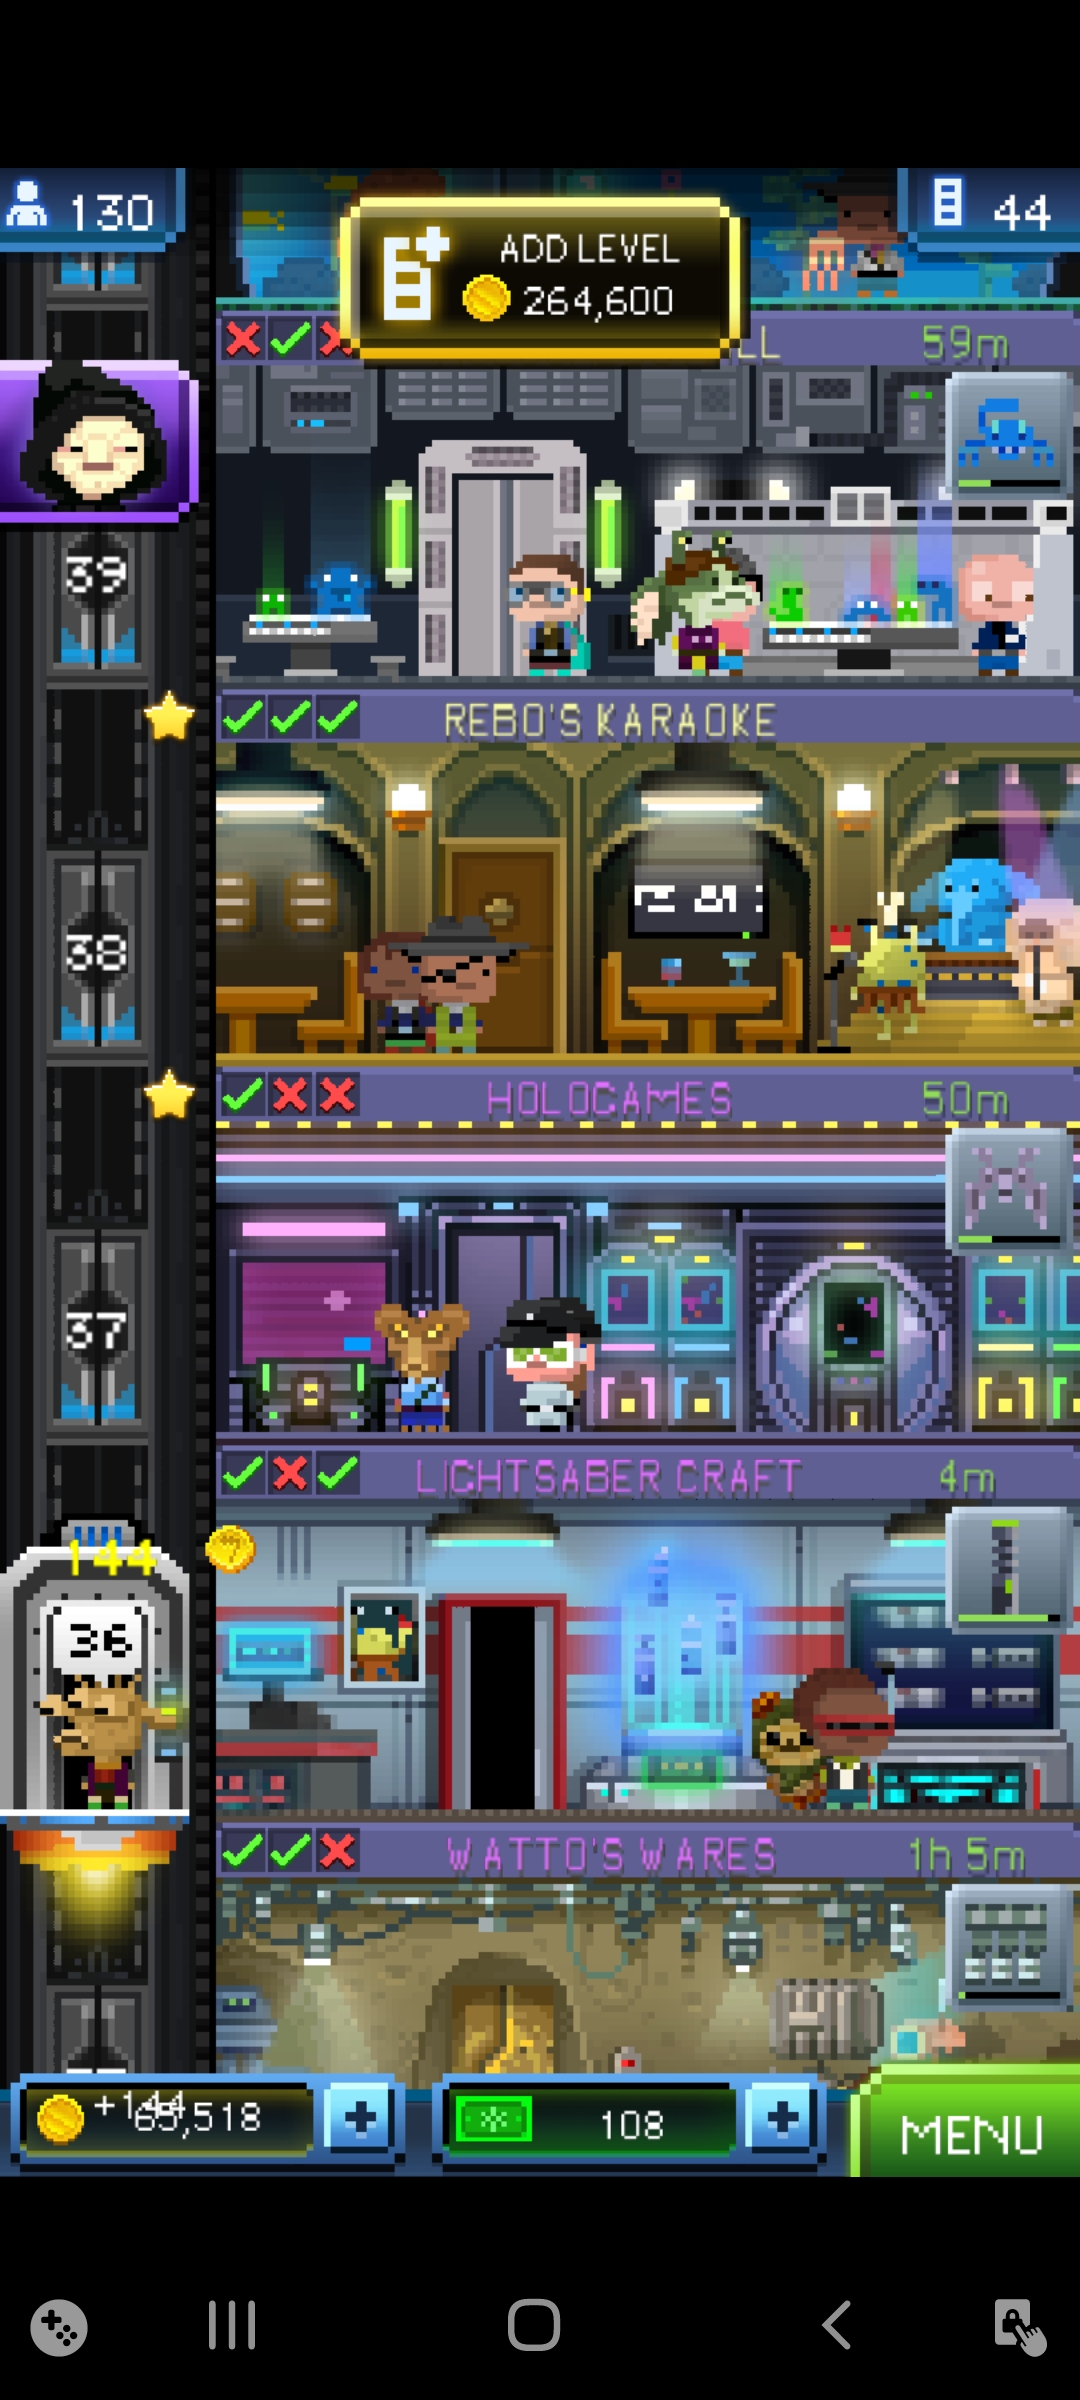 130
ADD LEVEL
264,600
44
LL
59m
39
REBO'S KARAOKE
38
HOLOGAMES
50m
37
LIGHTSABER CRAFT
4m
144
36
WATTO'S WARES
1h 5m
+144
69,518
108
MENU